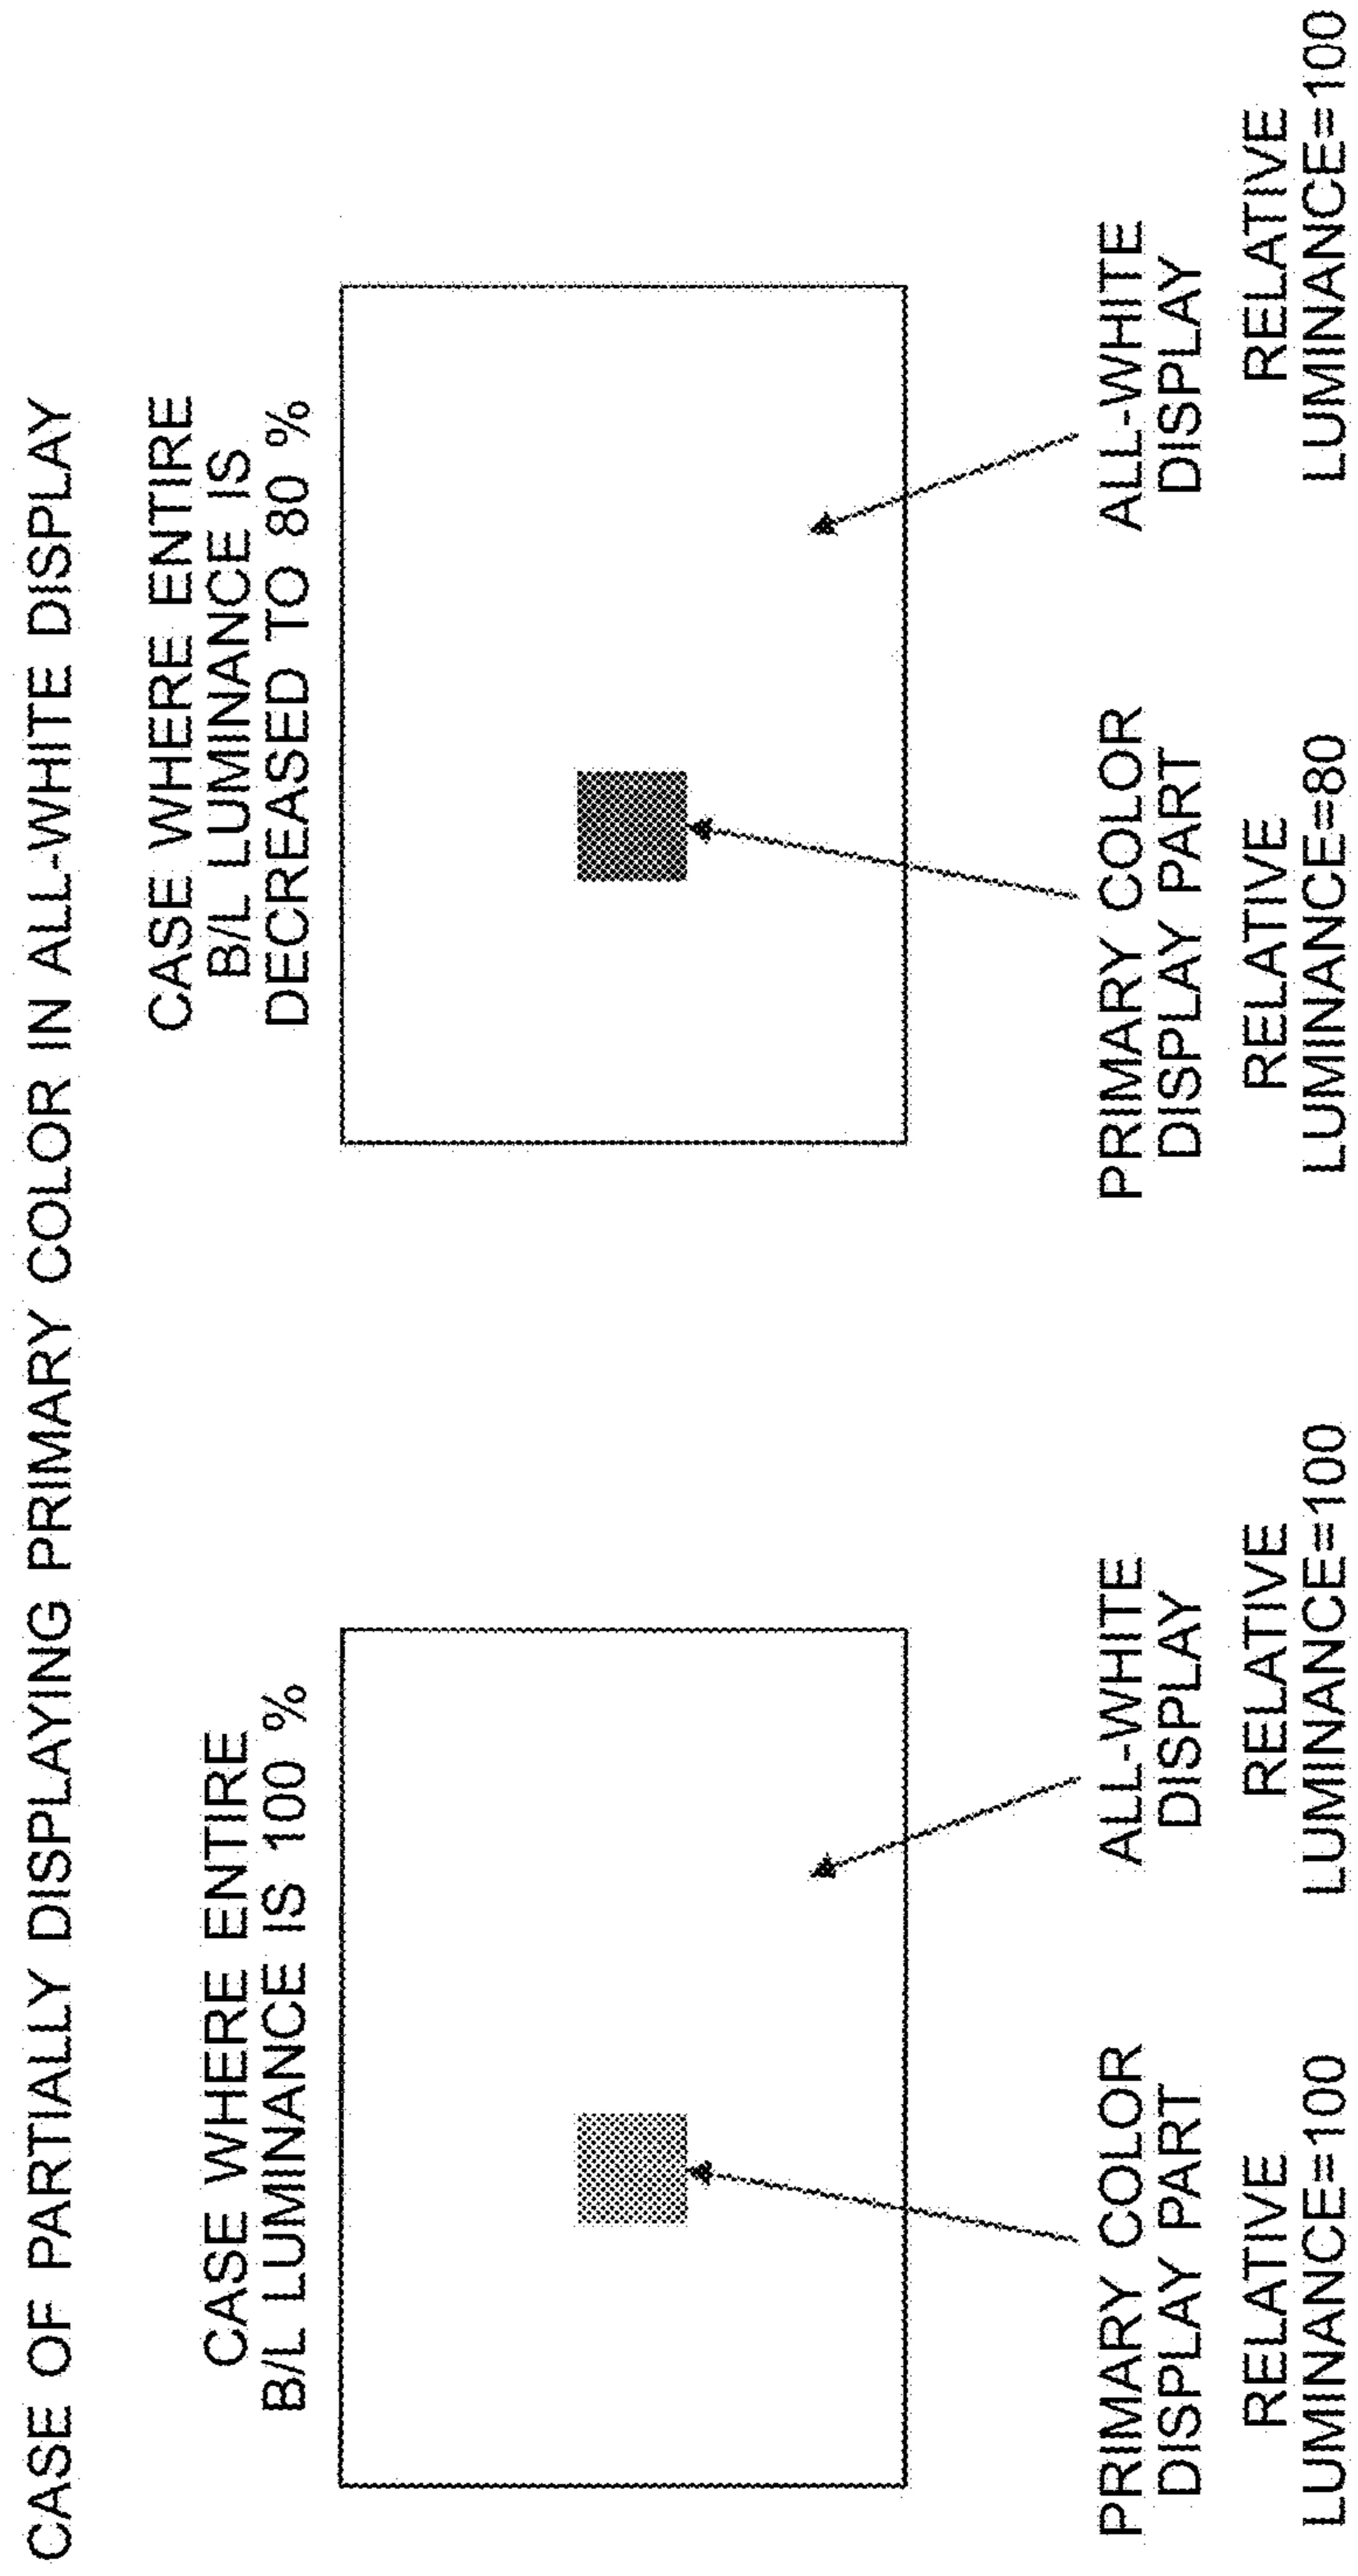 CASE OF PARTIALLY DISPLAYING PRIMARY COLOR IN ALL-WHITE DISPLAY
CASE WHERE ENTIRE
B/L LUMINANCE IS 100 %
PRIMARY COLOR
DISPLAY PART
RELATIVE
LUMINANCE=100
ALL-WHITE
DISPLAY
RELATIVE
LUMINANCE=100
CASE WHERE ENTIRE
B/L LUMINANCE IS
DECREASED TO 80 %
PRIMARY COLOR
DISPLAY PART
RELATIVE
LUMINANCE=80
ALL-WHITE
DISPLAY
RELATIVE
LUMINANCE=100